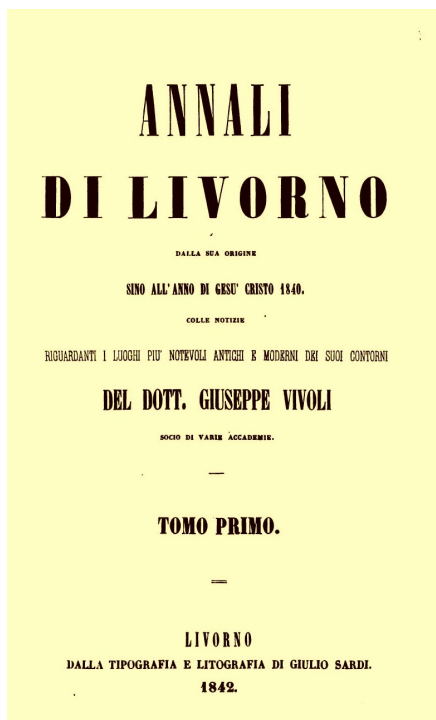 ANNALI
DI LIVORNO
DALLA SUA ORIGINE
SINO ALL'ANNO DI GESU' CRISTO 1840.
COLLE NOTIZIE
RIGUARDANTI I LUOGHI PIU' NOTEVOLI ANTICHI E MODERNI DEI SUOI CONTORNI
DEL DOTT. GIUSEPPE VIVOLI
SOCIO DI VARIE ACCADEMIE.
TOMO PRIMO.
LIVORNO
DALLA TIPOGRAFIA E LITOGRAFIA DI GIULIO SARDI.
1842.